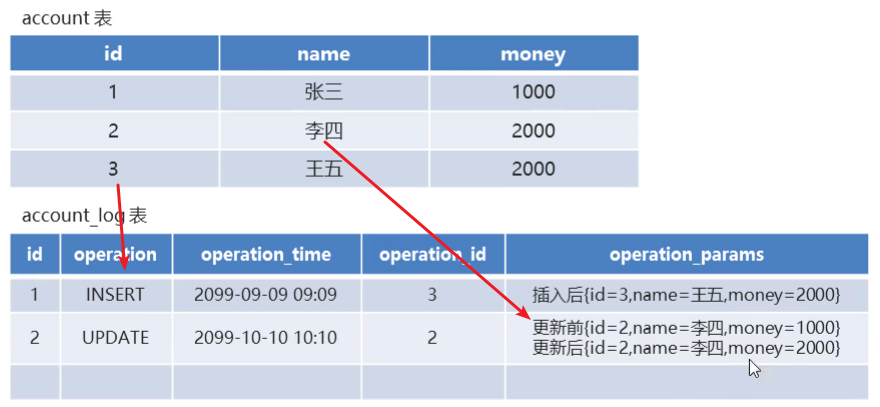 account 表
id name money
1 张三 1000
2 李四 2000
3 王五 2000
account_log 表
id operation operation_time operation_id operation_params
1 INSERT 2099-09-09 09:09 3 插入后{id=3,name=王五,money=2000}
2 UPDATE 2099-10-10 10:10 2 更新前{id=2,name=李四,money=1000}
更新后{id=2,name=李四,money=2000}